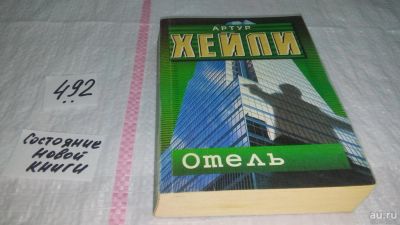 492
Состояние
новой
книги
АРТУР
ХЕЙЛИ
Отель
au.ru